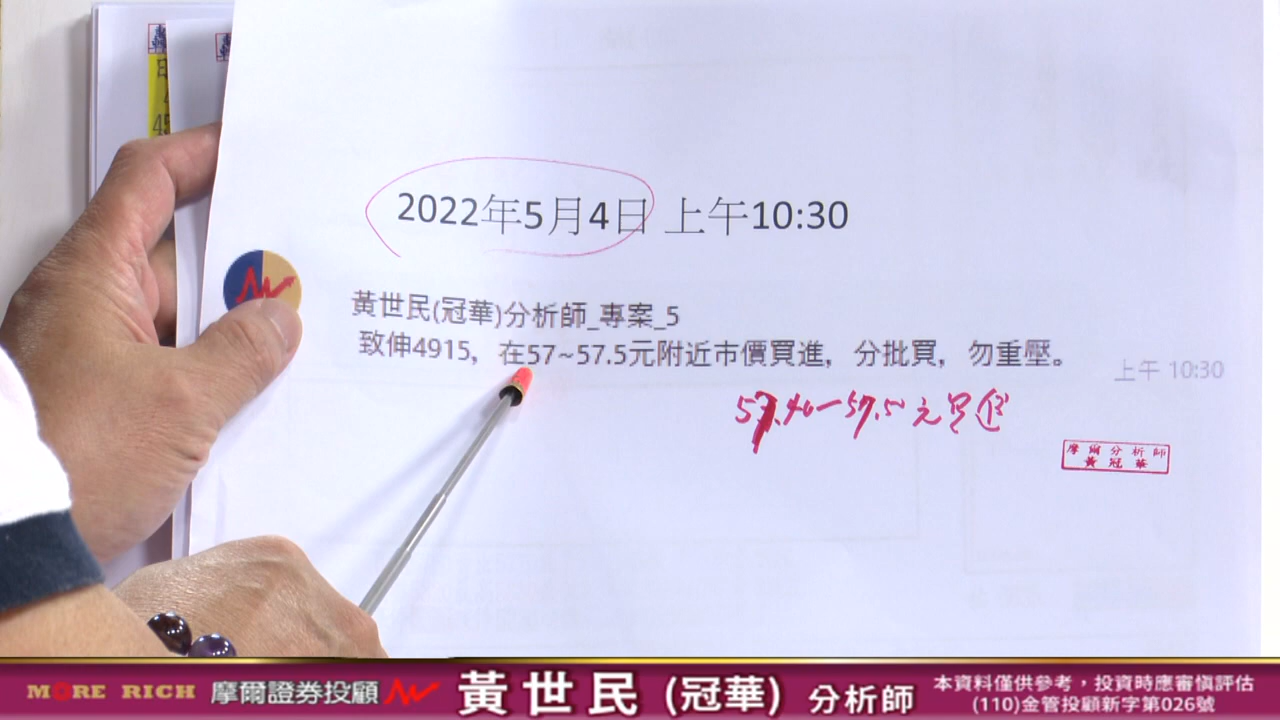 45
2022年5月4日 上午10:30
黃世民(冠華)分析師_專案_5
致伸4915，在57~57.5元附近市價買進，分批買，勿重壓。
上午 10:30
57.40-57.50元買進
摩爾分析師
黃冠華
MORE RICH 摩爾證券投顧 黃世民 (冠華) 分析師
本資料僅供參考，投資時應審慎評估
(110)金管投顧新字第026號